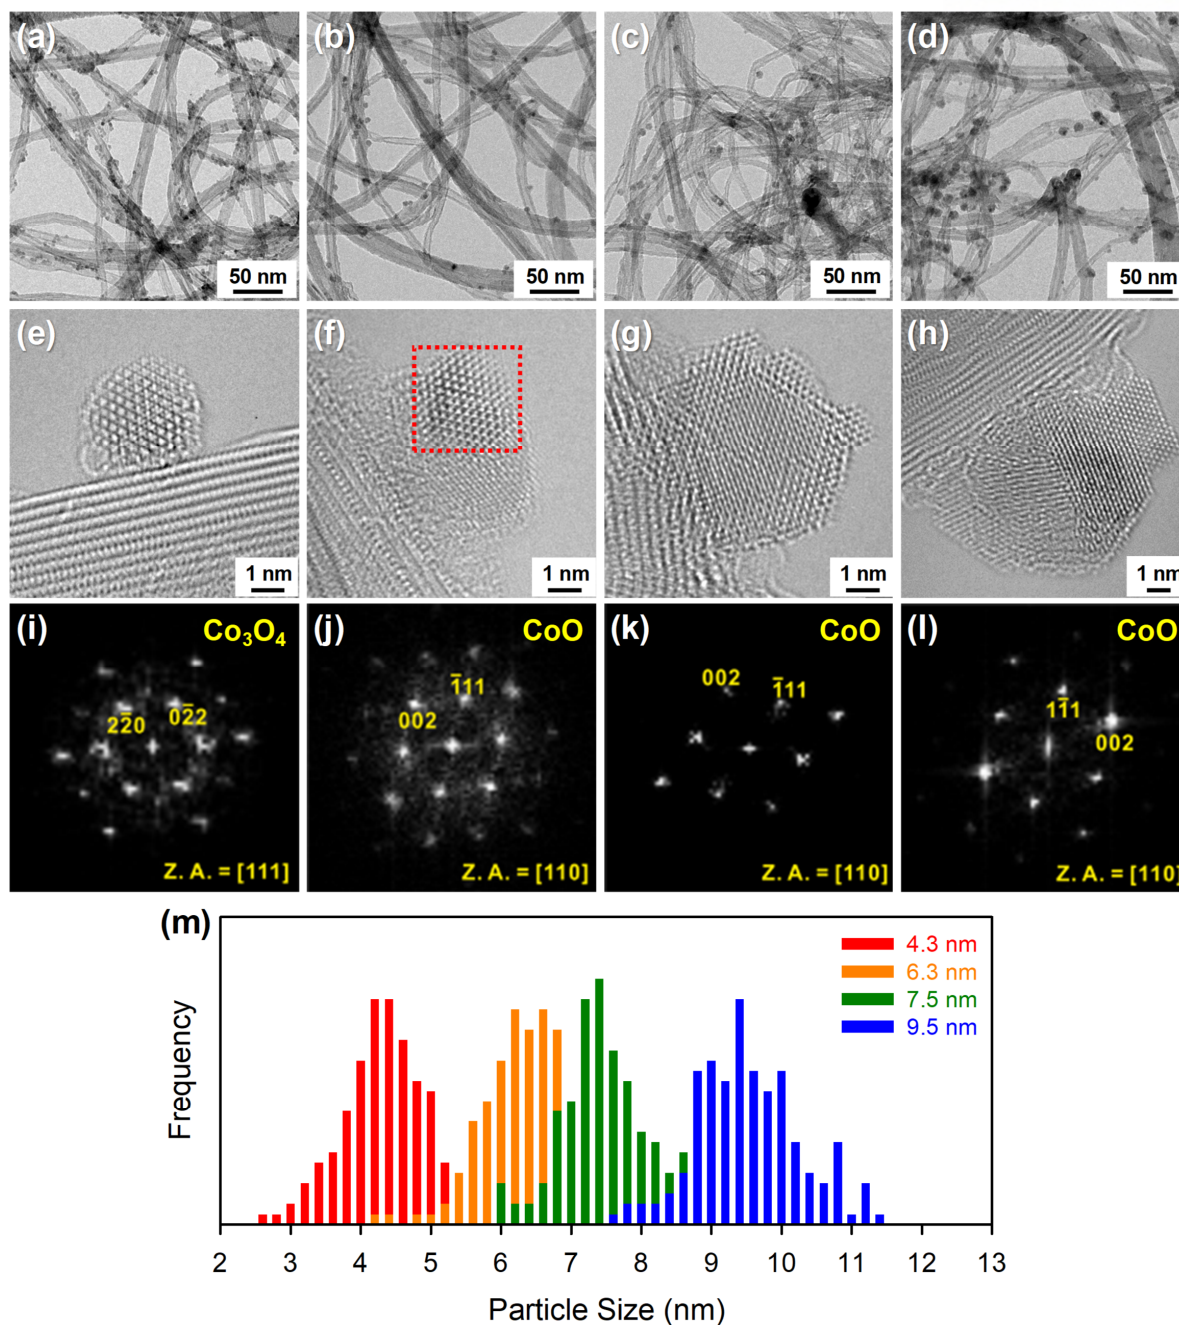 (a) (b) (c) (d)
50 nm 50 nm 50 nm 50 nm
(e) (f) (g) (h)
1 nm 1 nm 1 nm 1 nm
(i) Co₃O₄ (j) CoO (k) CoO (l) CoO
22̅0 02̅2 002 1̅11 002 1̅11 11̅1 002
Z. A. = [111] Z. A. = [110] Z. A. = [110] Z. A. = [110]
(m)
4.3 nm
6.3 nm
7.5 nm
9.5 nm
Frequency
2 3 4 5 6 7 8 9 10 11 12 13
Particle Size (nm)